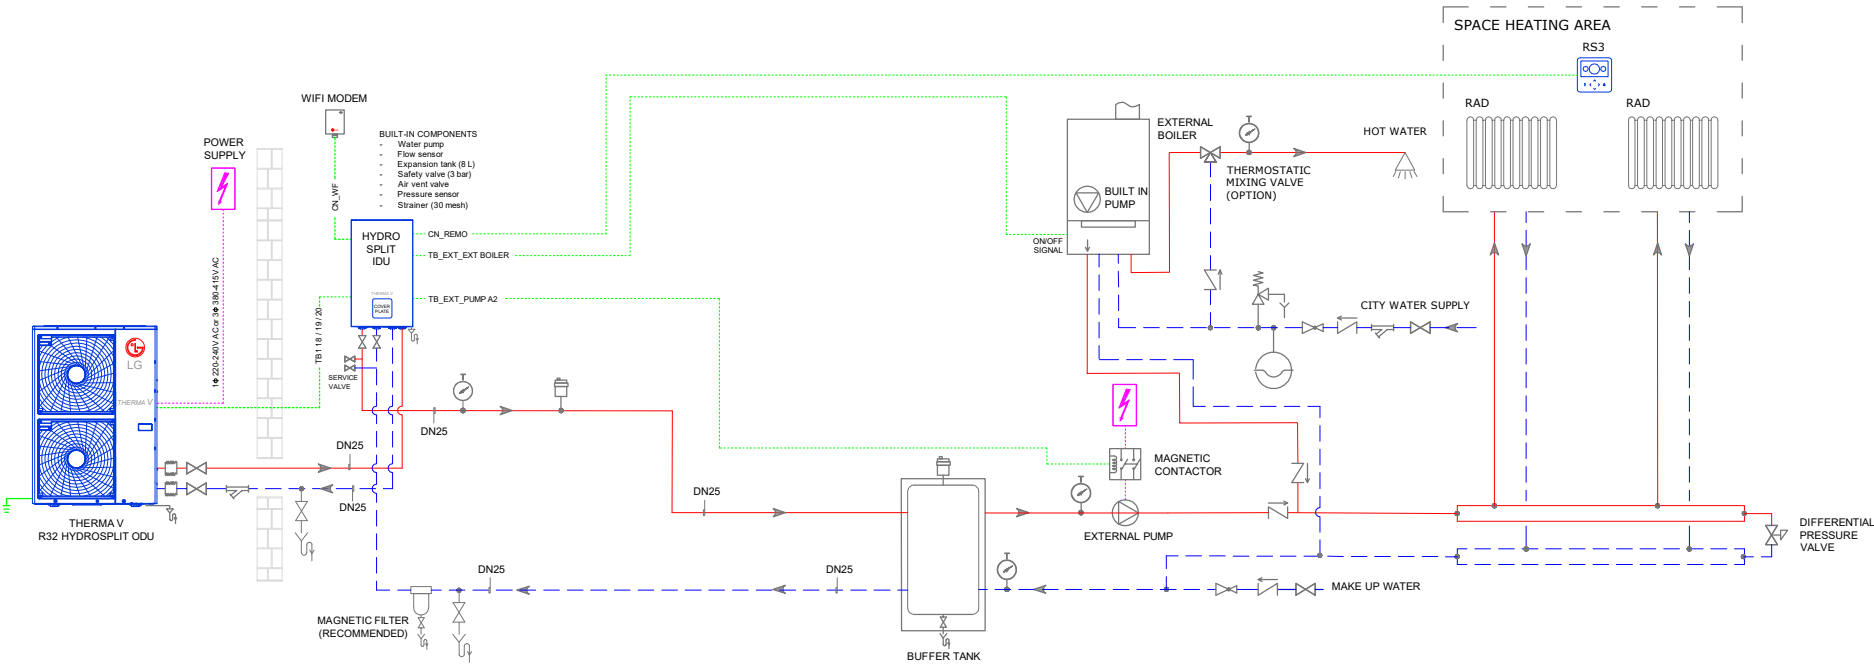 SPACE HEATING AREA
RS3
RAD
RAD
WIFI MODEM
POWER
SUPPLY
BUILT-IN COMPONENTS
- Water pump
- Flow sensor
- Expansion tank (8 L)
- Safety valve (3 bar)
- Air vent valve
- Pressure sensor
- Strainer (30 mesh)
CN_WF
EXTERNAL
BOILER
HOT WATER
THERMOSTATIC
MIXING VALVE
(OPTION)
BUILT IN
PUMP
HYDRO
SPLIT
IDU
CN_REMO
TB_EXT_EXT BOILER
TB_EXT_PUMP A2
ON/OFF
SIGNAL
THERMA V
COVER
PLATE
CITY WATER SUPPLY
1Φ 220-240V AC or 3Φ 380-415V AC
TB1 18 / 19 / 20
LG
THERMA V
SERVICE
VALVE
DN25
DN25
DN25
DN25
MAGNETIC
CONTACTOR
EXTERNAL PUMP
THERMA V
R32 HYDROSPLIT ODU
DIFFERENTIAL
PRESSURE
VALVE
DN25
DN25
MAKE UP WATER
MAGNETIC FILTER
(RECOMMENDED)
BUFFER TANK